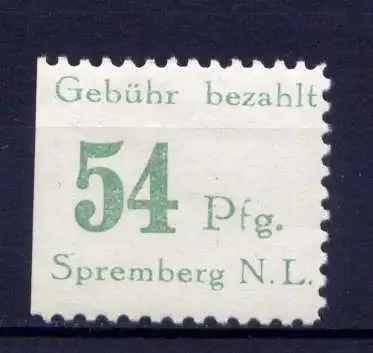 Gebühr bezahlt
54 Pfg.
Spremberg N.L.